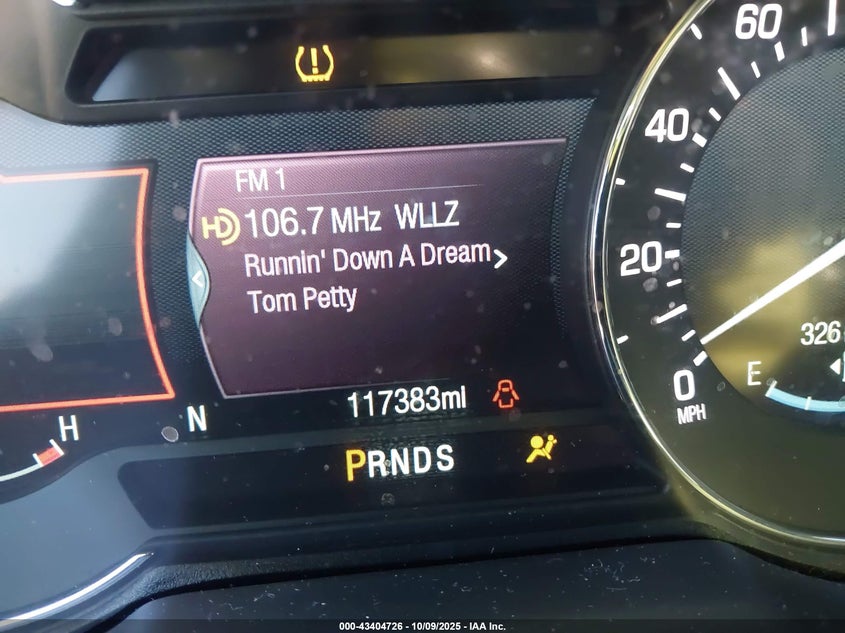 60
40
20
0
MPH
FM 1
HD 106.7 MHz WLLZ
Runnin' Down A Dream
Tom Petty
326
E
117383mi
H
N
PRNDS
000-43404726 - 10/09/2025 - IAA Inc.